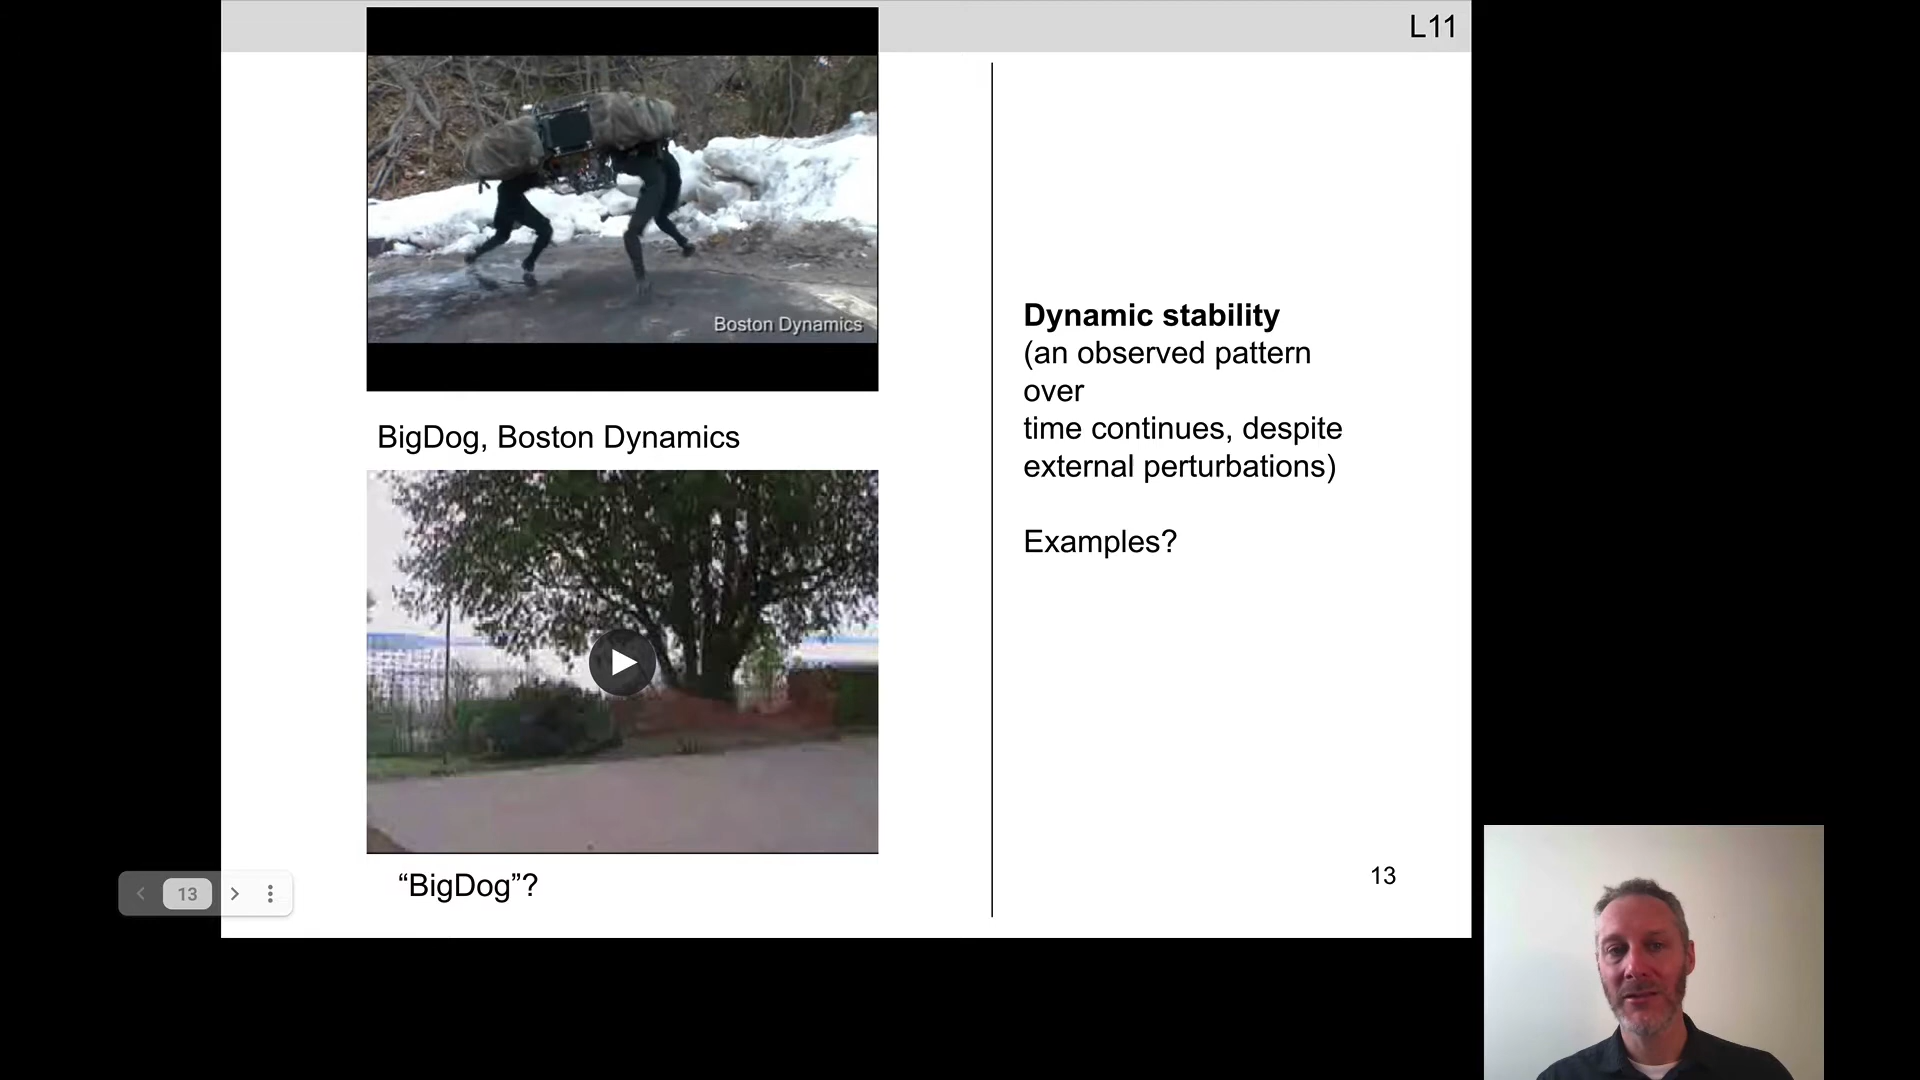 L11
Boston Dynamics
BigDog, Boston Dynamics
“BigDog”?
Dynamic stability
(an observed pattern
over
time continues, despite
external perturbations)
Examples?
13
13